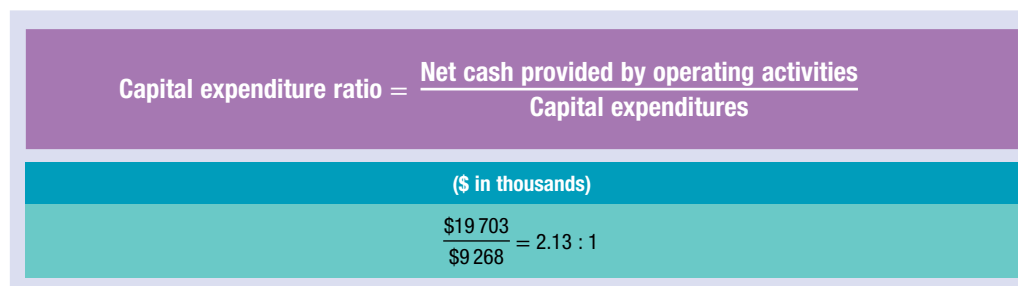 Capital expenditure ratio = Net cash provided by operating activities
Capital expenditures
($ in thousands)
$19 703
$9 268 = 2.13 : 1